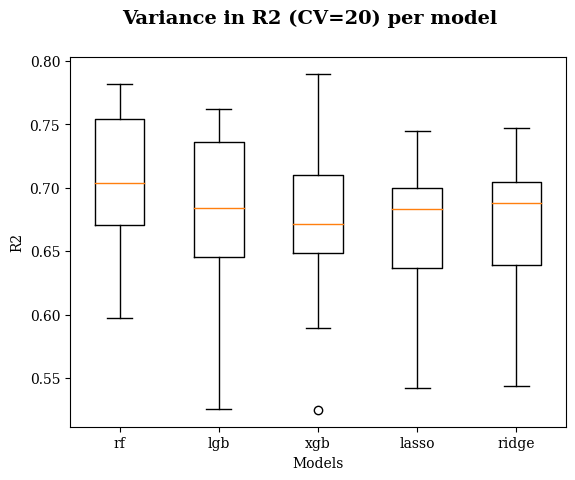 Variance in R2 (CV=20) per model
0.80
0.75
0.70
0.65
0.60
0.55
R2
rf lgb xgb lasso ridge
Models